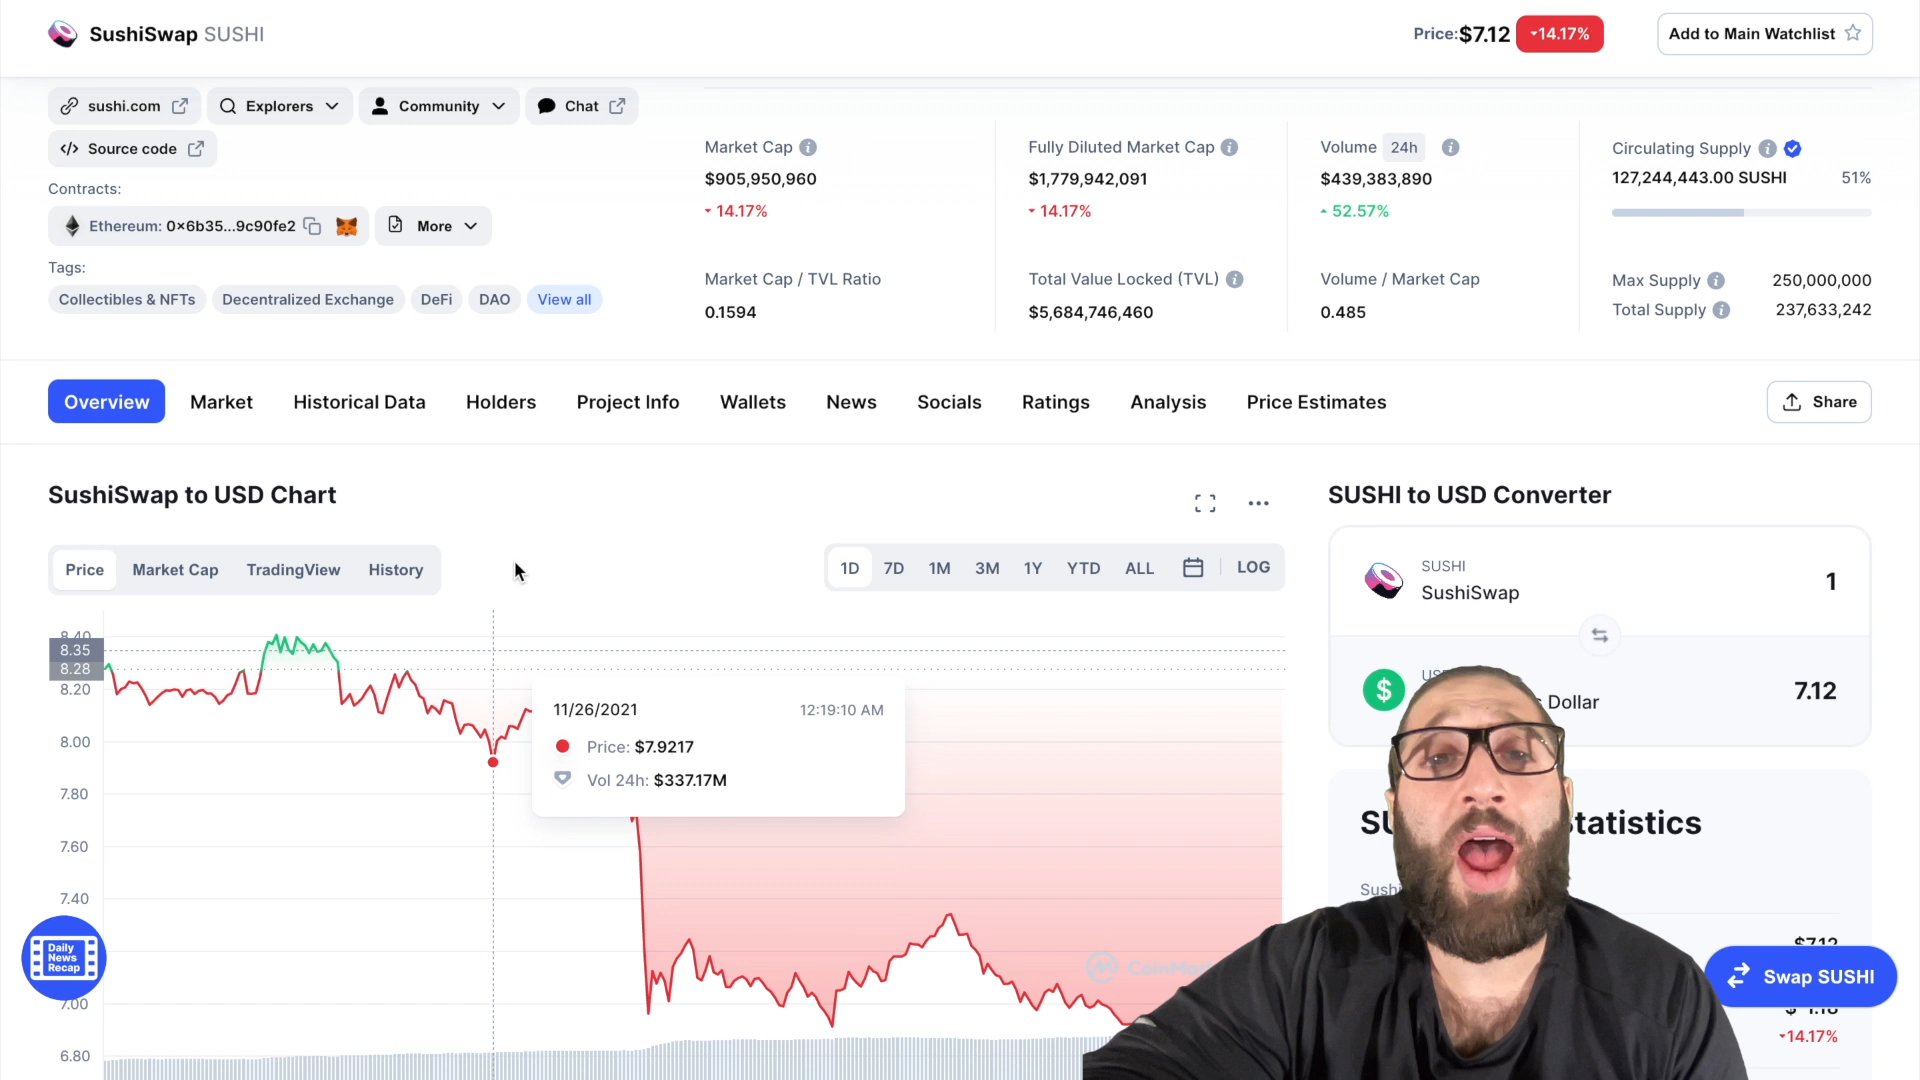 SushiSwap SUSHI
Price:$7.12 14.17%
Add to Main Watchlist
sushi.com
Explorers
Community
Chat
Source code
Contracts:
Ethereum: 0x6b35...9c90fe2
More
Tags:
Collectibles & NFTs
Decentralized Exchange
DeFi
DAO
View all
Market Cap
$905,950,960
14.17%
Fully Diluted Market Cap
$1,779,942,091
14.17%
Volume 24h
$439,383,890
52.57%
Circulating Supply
127,244,443.00 SUSHI 51%
Market Cap / TVL Ratio
0.1594
Total Value Locked (TVL)
$5,684,746,460
Volume / Market Cap
0.485
Max Supply 250,000,000
Total Supply 237,633,242
Overview
Market
Historical Data
Holders
Project Info
Wallets
News
Socials
Ratings
Analysis
Price Estimates
Share
SushiSwap to USD Chart
Price
Market Cap
TradingView
History
1D
7D
1M
3M
1Y
YTD
ALL
LOG
8.40
8.35
8.28
8.20
8.00
7.80
7.60
7.40
7.00
6.80
11/26/2021 12:19:10 AM
Price: $7.9217
Vol 24h: $337.17M
Daily
News
Recap
SUSHI to USD Converter
SUSHI
SushiSwap
1
Dollar
7.12
$7.12
Swap SUSHI
14.17%